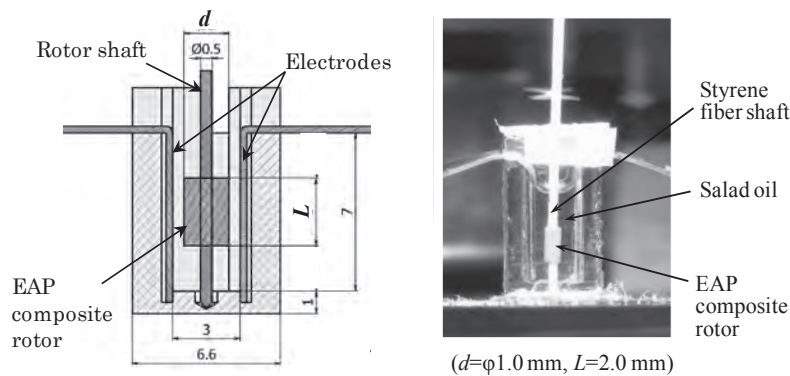 d
Rotor shaft
Ø0.5
Electrodes
L
7
EAP
composite
rotor
1
3
6.6
Styrene
fiber shaft
Salad oil
EAP
composite
rotor
(d=φ1.0 mm, L=2.0 mm)